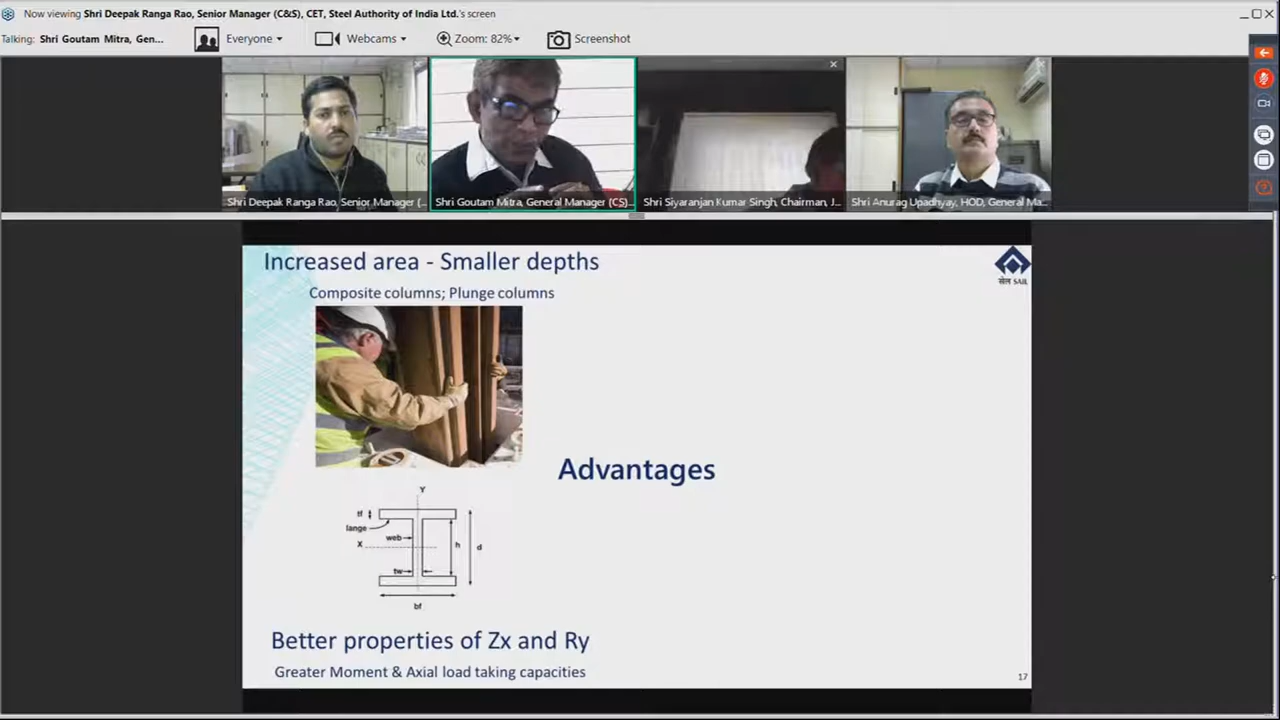 Now viewing Shri Deepak Ranga Rao, Senior Manager (C&S), CET, Steel Authority of India Ltd.'s screen
Talking: Shri Goutam Mitra, Gen...
Everyone
Webcams
Zoom: 82%
Screenshot
Shri Deepak Ranga Rao, Senior Manager (...
Shri Goutam Mitra, General Manager (CS)...
Shri Siyaranjan Kumar Singh, Chairman, J...
Shri Anurag Upadhyay, HOD, General Ma...
Increased area - Smaller depths
सेल SAIL
Composite columns; Plunge columns
Advantages
Y
tf
lange
web
X
h
d
tw
bf
Better properties of Zx and Ry
Greater Moment & Axial load taking capacities
17